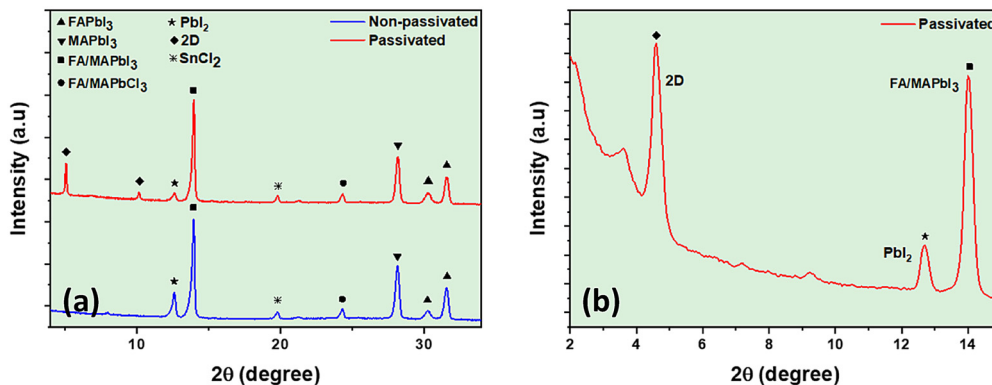 ▲ FAPbI₃ ★ PbI₂ Non-passivated
▼ MAPbI₃ ◆ 2D Passivated
■ FA/MAPbI₃ ✳ SnCl₂
● FA/MAPbCl₃
Intensity (a.u)
(a)
10 20 30
2θ (degree)
Passivated
2D
FA/MAPbI₃
PbI₂
Intensity (a.u)
(b)
2 4 6 8 10 12 14
2θ (degree)